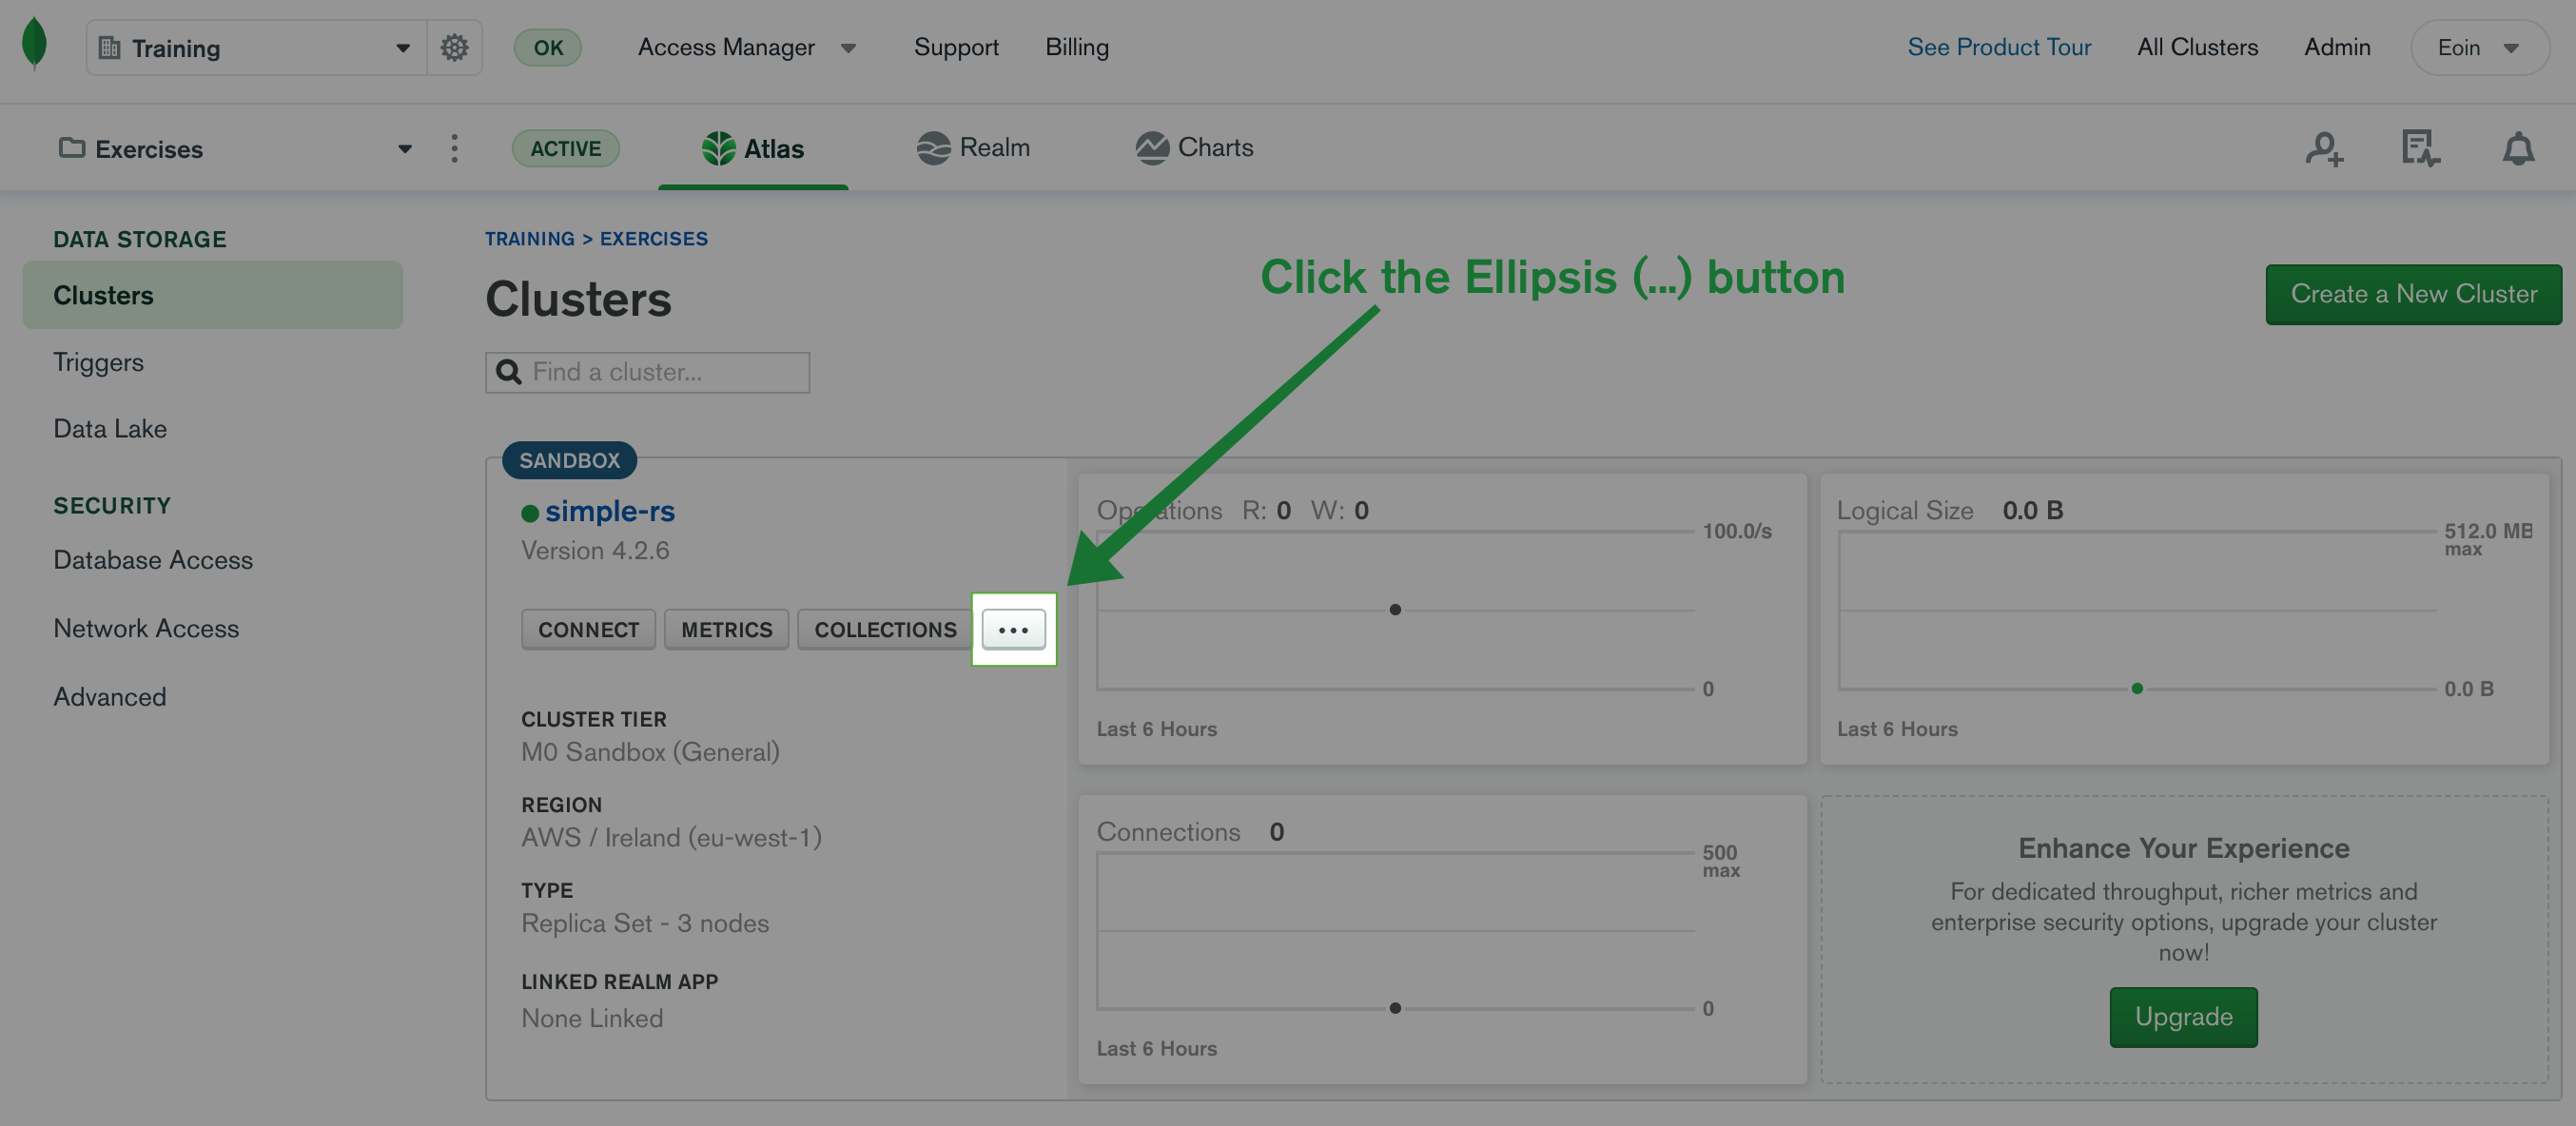 Training
OK
Access Manager
Support
Billing
See Product Tour
All Clusters
Admin
Eoin
Exercises
ACTIVE
Atlas
Realm
Charts
DATA STORAGE
Clusters
Triggers
Data Lake
SECURITY
Database Access
Network Access
Advanced
TRAINING > EXERCISES
Clusters
Click the Ellipsis (...) button
Create a New Cluster
Find a cluster...
SANDBOX
simple-rs
Version 4.2.6
CONNECT
METRICS
COLLECTIONS
...
CLUSTER TIER
M0 Sandbox (General)
REGION
AWS / Ireland (eu-west-1)
TYPE
Replica Set - 3 nodes
LINKED REALM APP
None Linked
Operations R: 0 W: 0
100.0/s
0
Last 6 Hours
Logical Size 0.0 B
512.0 MB
max
0.0 B
Last 6 Hours
Connections 0
500
max
0
Last 6 Hours
Enhance Your Experience
For dedicated throughput, richer metrics and
enterprise security options, upgrade your cluster
now!
Upgrade